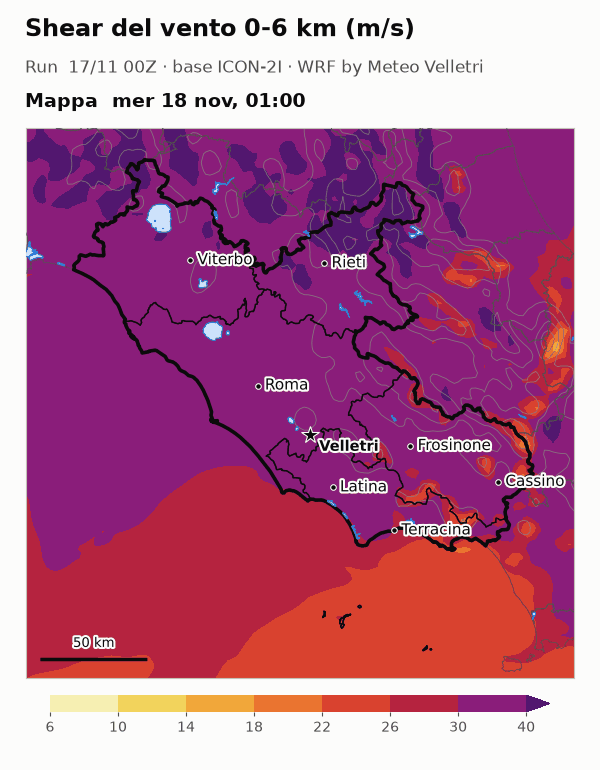 Shear del vento 0-6 km (m/s)
Run 17/11 00Z · base ICON-2I · WRF by Meteo Velletri
Mappa mer 18 nov, 01:00
Viterbo
Rieti
Roma
Velletri
Frosinone
Latina
Cassino
Terracina
50 km
6 10 14 18 22 26 30 40